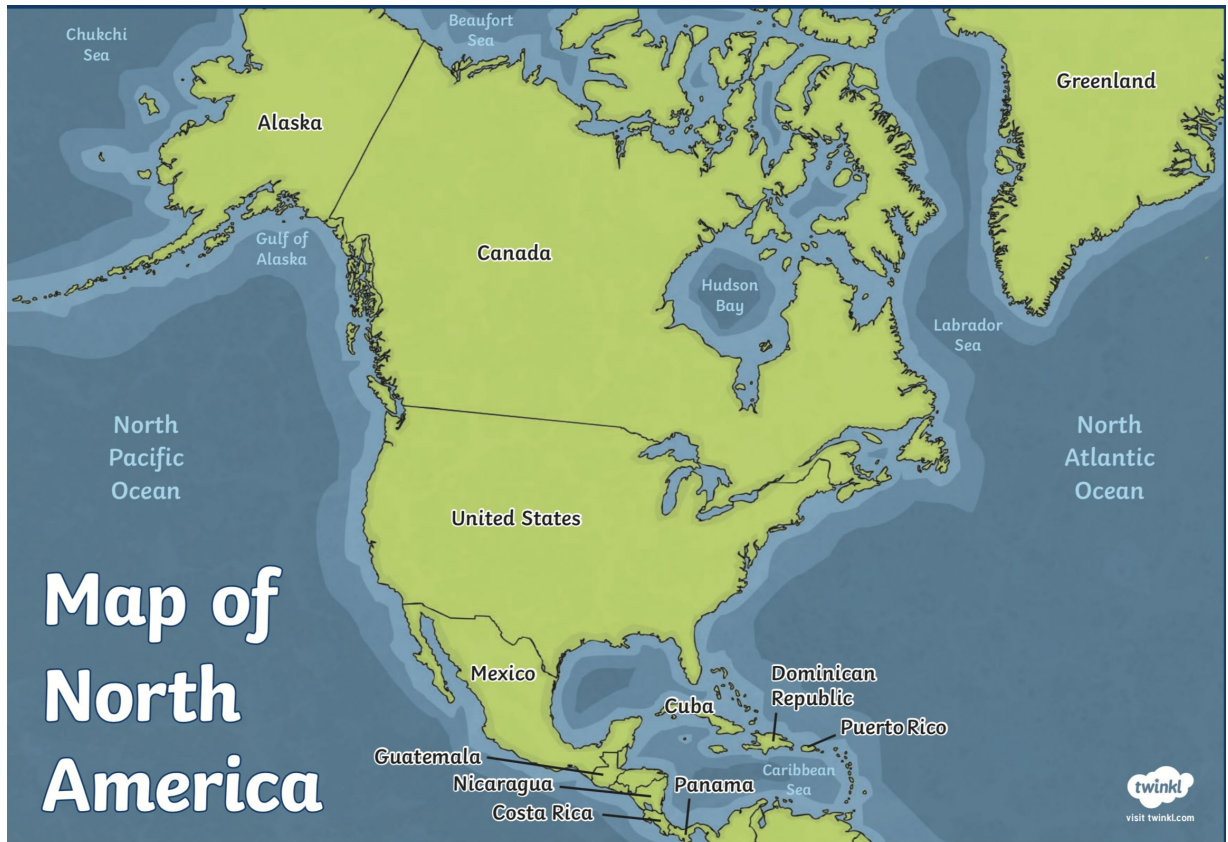 Chukchi
Sea
Beaufort
Sea
Greenland
Alaska
Gulf of
Alaska
Canada
Hudson
Bay
Labrador
Sea
North
Pacific
Ocean
North
Atlantic
Ocean
United States
Map of
North
America
Mexico
Cuba
Dominican
Republic
Puerto Rico
Guatemala
Nicaragua
Costa Rica
Panama
Caribbean
Sea
twinkl
visit twinkl.com